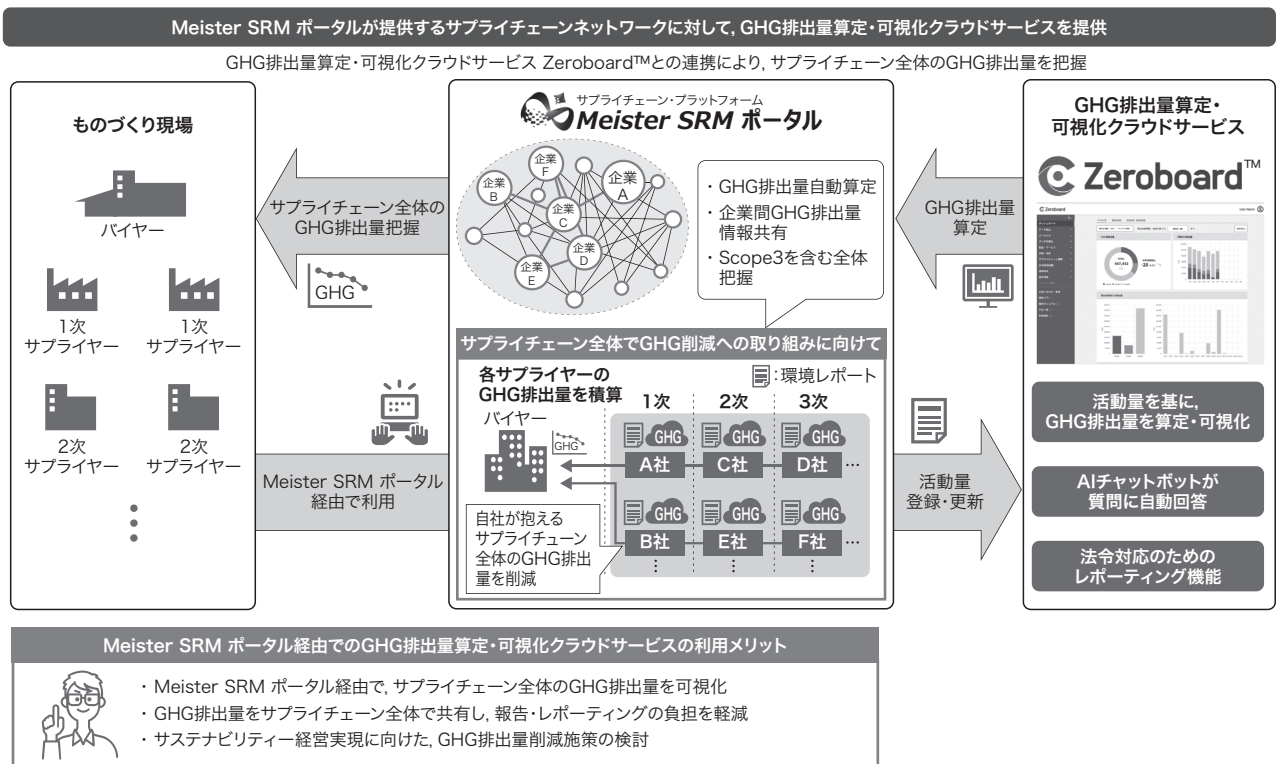 Meister SRM ポータルが提供するサプライチェーンネットワークに対して, GHG排出量算定・可視化クラウドサービスを提供
GHG排出量算定・可視化クラウドサービス Zeroboard™との連携により, サプライチェーン全体のGHG排出量を把握
ものづくり現場
バイヤー
1次
サプライヤー
1次
サプライヤー
2次
サプライヤー
2次
サプライヤー
サプライチェーン全体の
GHG排出量把握
GHG
Meister SRM ポータル
経由で利用
サプライチェーン・プラットフォーム
Meister SRM ポータル
企業
F
企業
B
企業
A
企業
C
企業
D
企業
E
・GHG排出量自動算定
・企業間GHG排出量
情報共有
・Scope3を含む全体
把握
サプライチェーン全体でGHG削減への取り組みに向けて
各サプライヤーの
GHG排出量を積算
:環境レポート
1次 2次 3次
バイヤー
GHG
GHG GHG GHG
A社 C社 D社 …
GHG GHG GHG
B社 E社 F社 …
自社が抱える
サプライチェーン
全体のGHG排出
量を削減
GHG排出量
算定
活動量
登録・更新
GHG排出量算定・
可視化クラウドサービス
Zeroboard™
Zeroboard
活動量を基に,
GHG排出量を算定・可視化
AIチャットボットが
質問に自動回答
法令対応のための
レポーティング機能
Meister SRM ポータル経由でのGHG排出量算定・可視化クラウドサービスの利用メリット
・Meister SRM ポータル経由で, サプライチェーン全体のGHG排出量を可視化
・GHG排出量をサプライチェーン全体で共有し, 報告・レポーティングの負担を軽減
・サステナビリティー経営実現に向けた, GHG排出量削減施策の検討